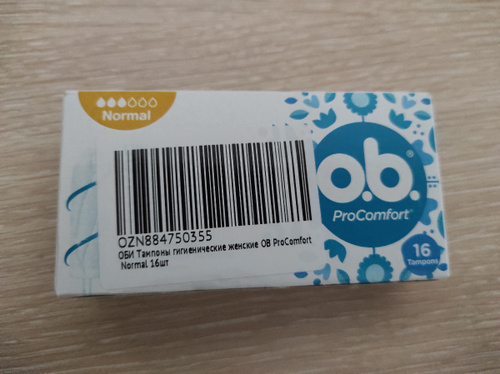 Normal
o.b.
ProComfort®
16
Tampons
OZN884750355
ОБИ Тампоны гигиенические женские OB ProComfort
Normal 16шт